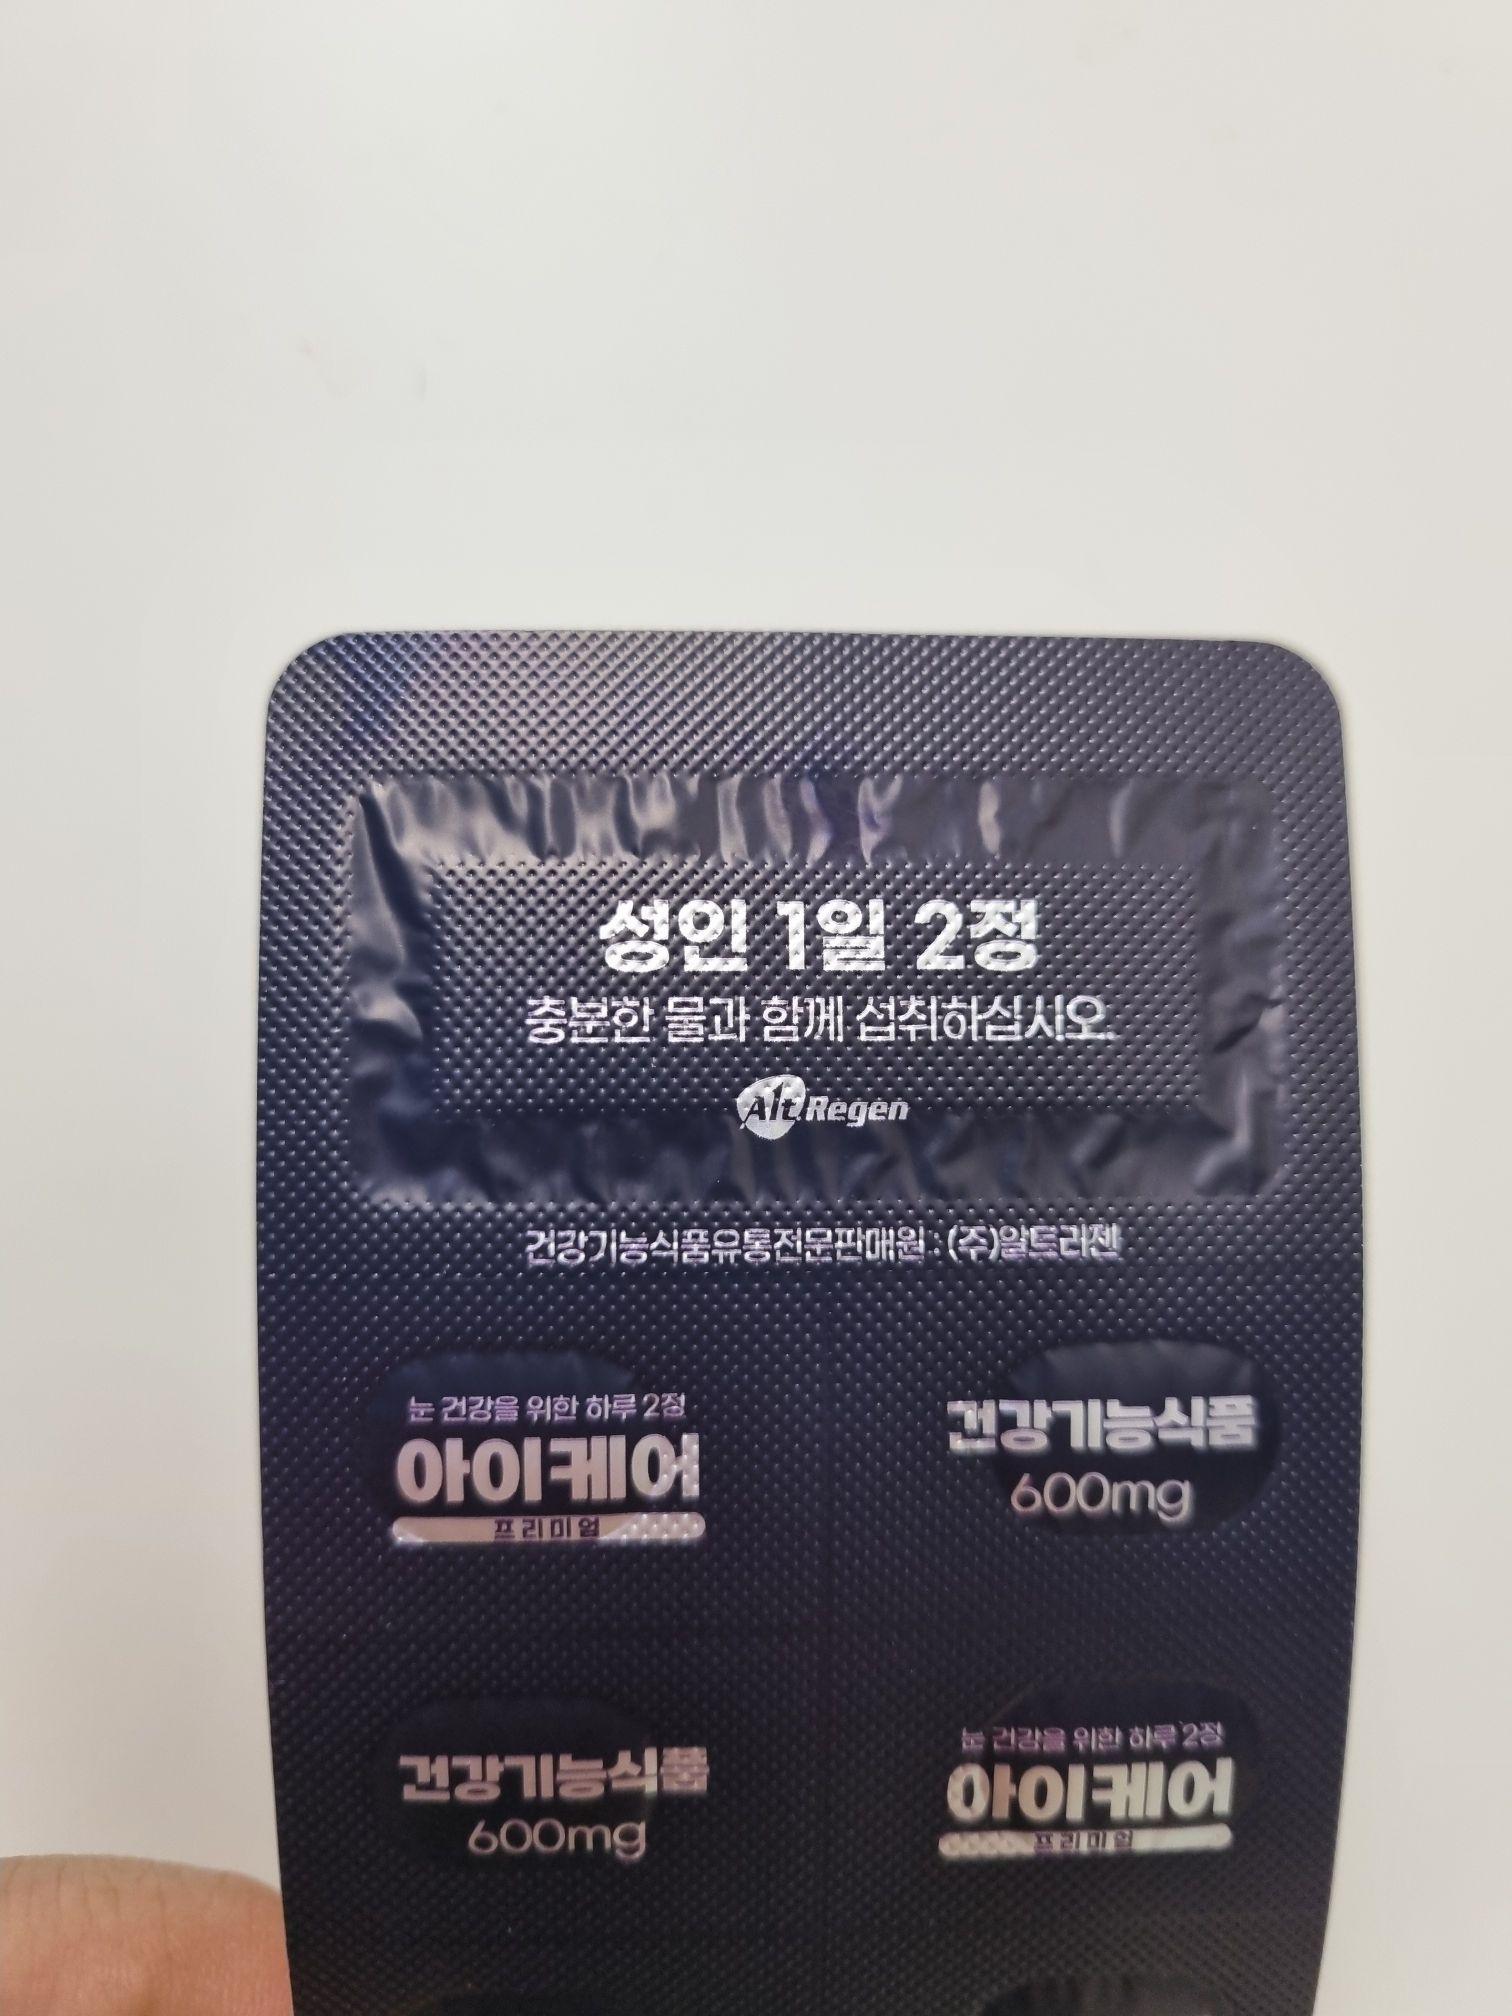 성인 1일 2정
충분한 물과 함께 섭취하십시오.
Alt Regen
건강기능식품유통전문판매원 : (주)알트러젠
눈 건강을 위한 하루 2정
아이케어
프리미엄
건강기능식품
600mg
건강기능식품
600mg
눈 건강을 위한 하루 2정
아이케어
프리미엄